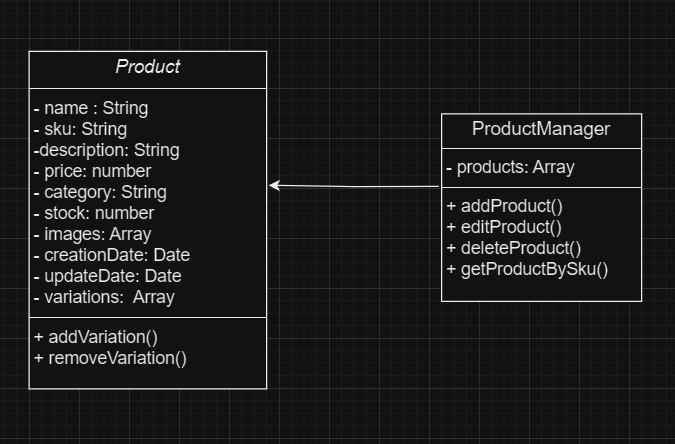 Product
- name : String
- sku: String
-description: String
- price: number
- category: String
- stock: number
- images: Array
- creationDate: Date
- updateDate: Date
- variations:  Array
+ addVariation()
+ removeVariation()
ProductManager
- products: Array
+ addProduct()
+ editProduct()
+ deleteProduct()
+ getProductBySku()